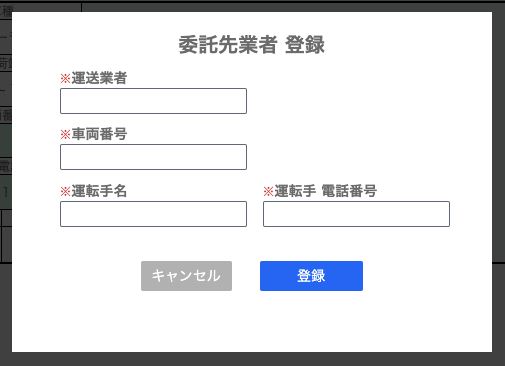 委託先業者 登録
※運送業者
※車両番号
※運転手名 ※運転手 電話番号
キャンセル 登録